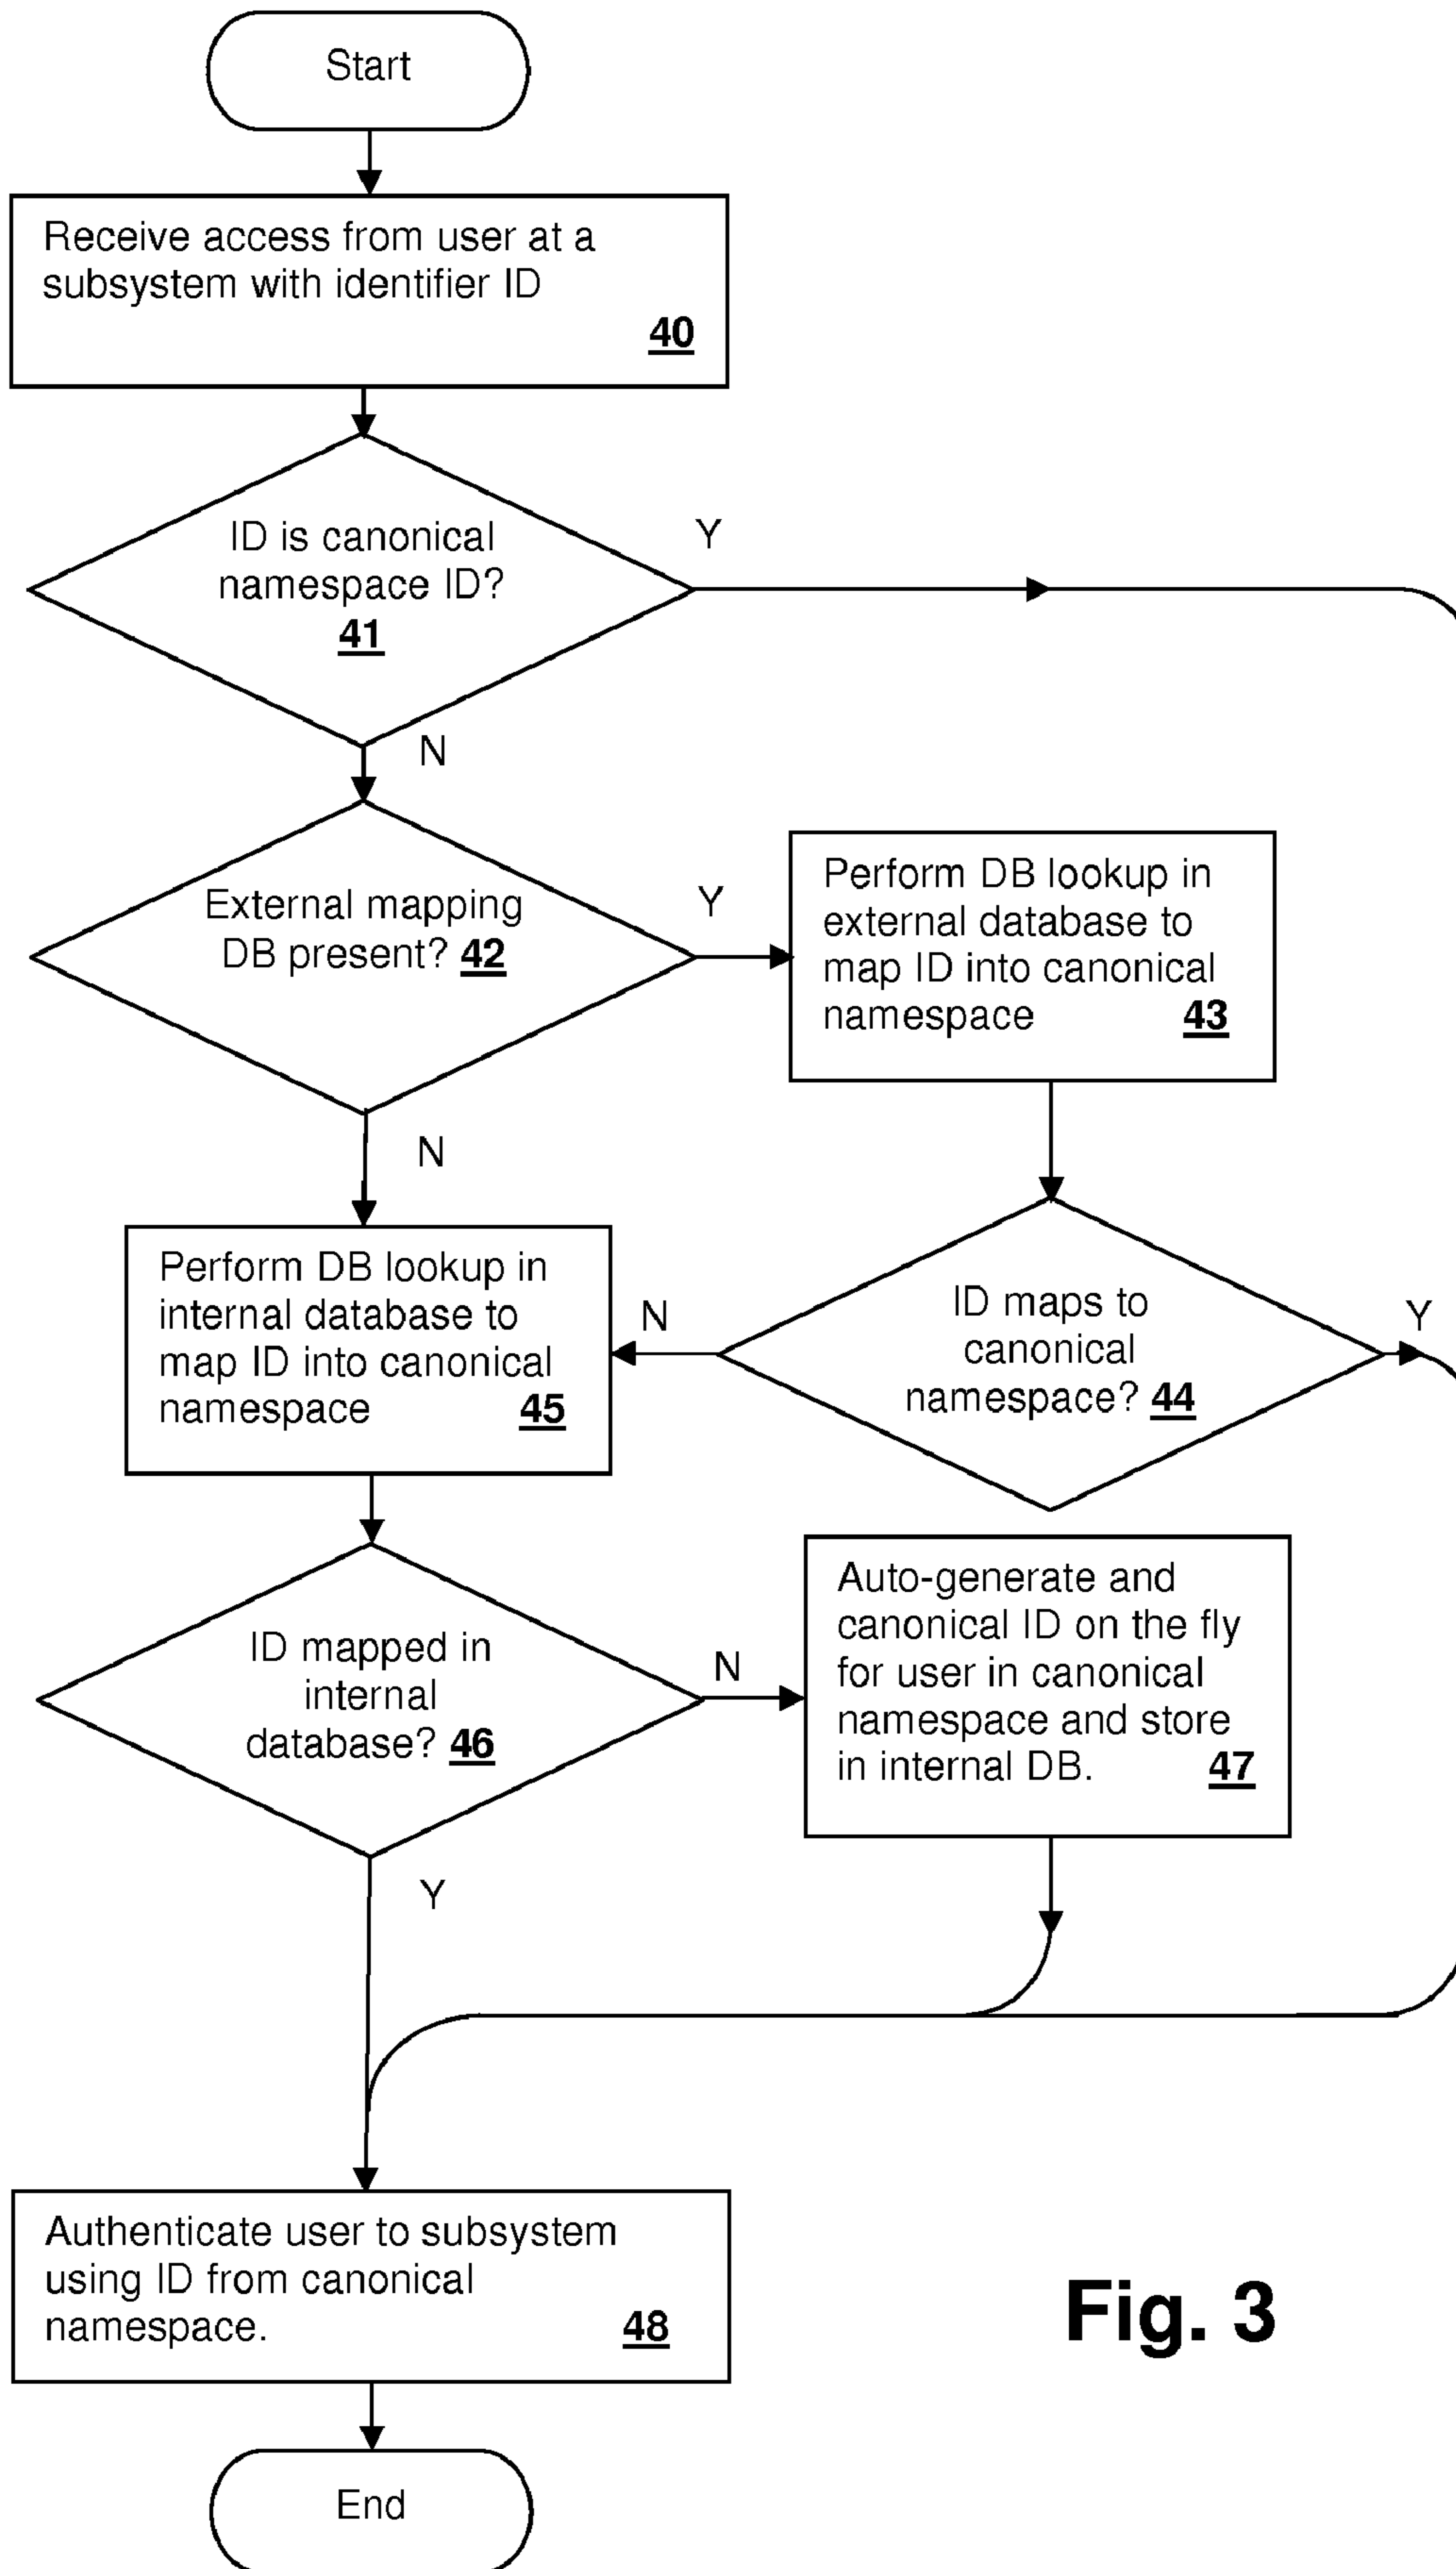 Start
Receive access from user at a
subsystem with identifier ID
40
ID is canonical
namespace ID?
41
Y
N
External mapping
DB present? 42
Y
N
Perform DB lookup in
external database to
map ID into canonical
namespace 43
ID maps to
canonical
namespace? 44
N
Y
Perform DB lookup in
internal database to
map ID into canonical
namespace 45
ID mapped in
internal
database? 46
N
Y
Auto-generate and
canonical ID on the fly
for user in canonical
namespace and store
in internal DB. 47
Authenticate user to subsystem
using ID from canonical
namespace. 48
End
Fig. 3